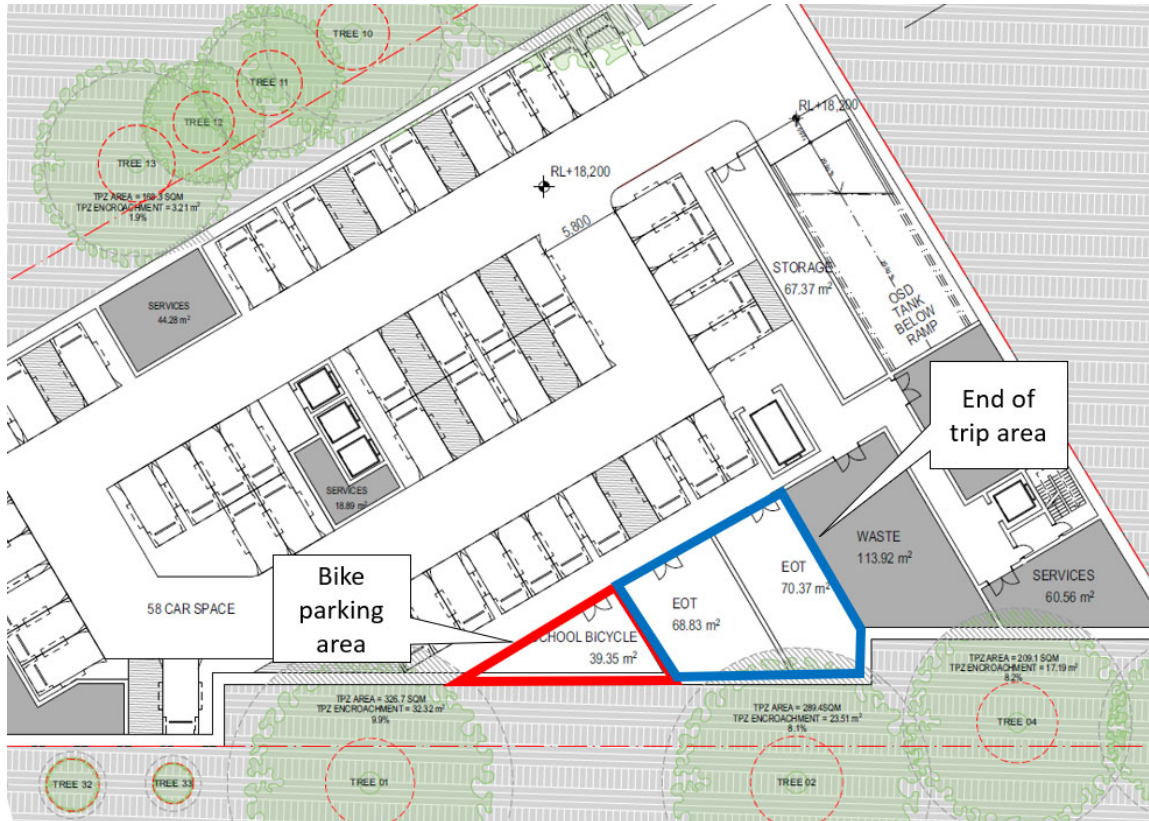 TREE 10
TREE 11
TREE 12
TREE 13
TPZ AREA = 168.3 SQM
TPZ ENCROACHMENT = 3.21 m²
1.9%
RL+18,200
RL+18,200
5,800
SERVICES
44.28 m²
STORAGE
67.37 m²
OSD
TANK
BELOW
RAMP
End of
trip area
SERVICES
18.89 m²
WASTE
113.92 m²
EOT
70.37 m²
SERVICES
60.56 m²
Bike
parking
area
58 CAR SPACE
EOT
68.83 m²
CHOOL BICYCLE
39.35 m²
TPZ AREA = 209.1 SQM
TPZ ENCROACHMENT = 17.19 m²
8.2%
TPZ AREA = 326.7 SQM
TPZ ENCROACHMENT = 32.32 m²
9.9%
TPZ AREA = 289.4SQM
TPZ ENCROACHMENT = 23.51 m²
8.1%
TREE 04
TREE 32
TREE 33
TREE 01
TREE 02